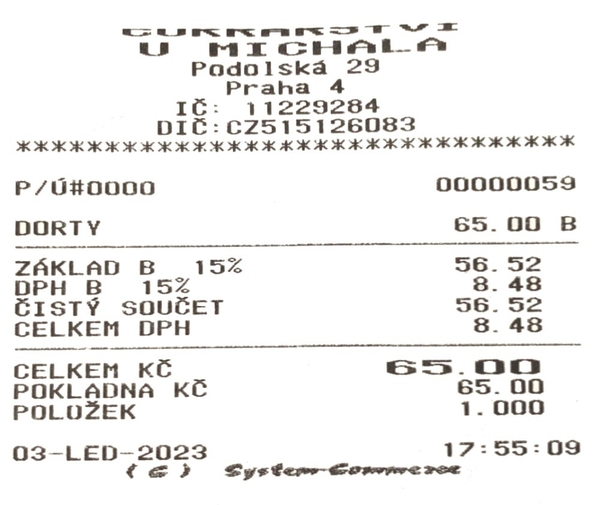 CUKRÁRSTVÍ
U MICHALA
Podolská 29
Praha 4
IČ: 11229284
DIČ:CZ515126083
********************************
P/Ú#0000 00000059
DORTY 65.00 B
ZÁKLAD B 15% 56.52
DPH B 15% 8.48
ČISTÝ SOUČET 56.52
CELKEM DPH 8.48
CELKEM KČ 65.00
POKLADNA KČ 65.00
POLOŽEK 1.000
03-LED-2023 17:55:09
(C) System-Commerce